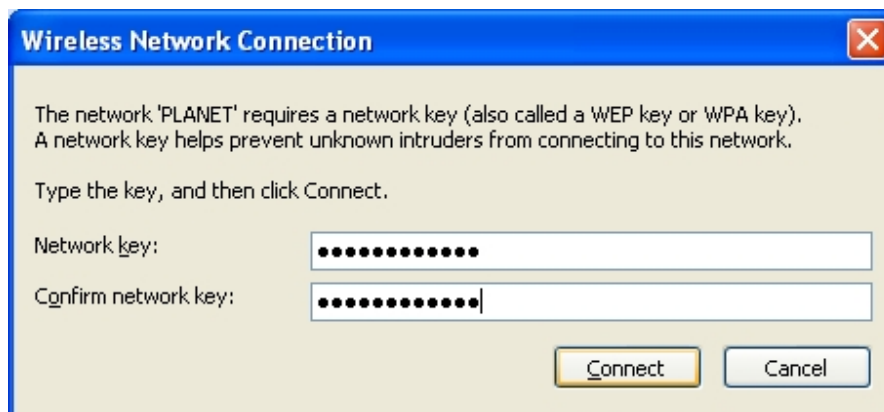 Wireless Network Connection
The network 'PLANET' requires a network key (also called a WEP key or WPA key).
A network key helps prevent unknown intruders from connecting to this network.
Type the key, and then click Connect.
Network key: ••••••••••••
Confirm network key: ••••••••••••
Connect Cancel